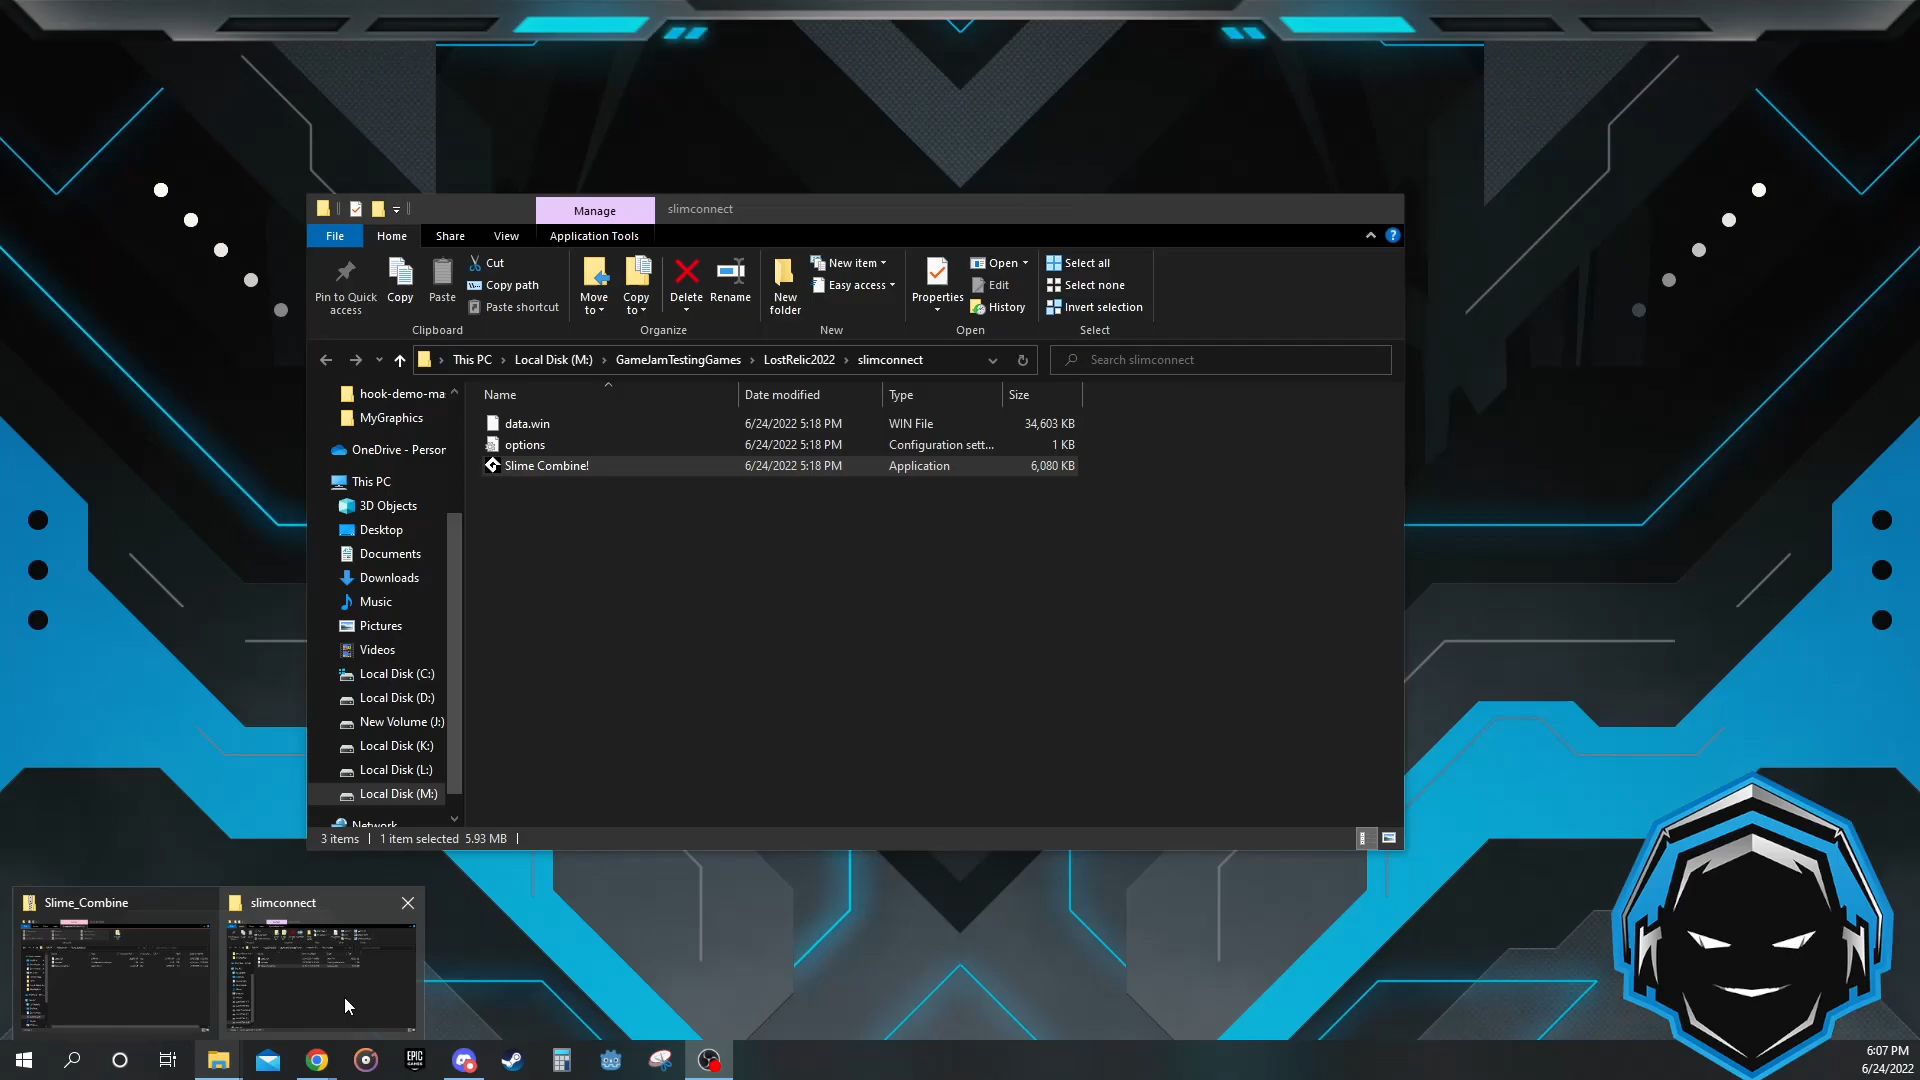 Manage
slimconnect
File
Home
Share
View
Application Tools
Pin to Quick
access
Copy
Paste
Cut
Copy path
Paste shortcut
Clipboard
Move
to
Copy
to
Delete
Rename
Organize
New
folder
New item
Easy access
New
Properties
Open
Edit
History
Open
Select all
Select none
Invert selection
Select
This PC
Local Disk (M:)
GameJamTestingGames
LostRelic2022
slimconnect
Search slimconnect
hook-demo-ma
MyGraphics
OneDrive - Person
This PC
3D Objects
Desktop
Documents
Downloads
Music
Pictures
Videos
Local Disk (C:)
Local Disk (D:)
New Volume (J:)
Local Disk (K:)
Local Disk (L:)
Local Disk (M:)
Network
Name Date modified Type Size
data.win 6/24/2022 5:18 PM WIN File 34,603 KB
options 6/24/2022 5:18 PM Configuration sett... 1 KB
Slime Combine! 6/24/2022 5:18 PM Application 6,080 KB
3 items 1 item selected 5.93 MB
Slime_Combine
slimconnect
EPIC
GAMES
6:07 PM
6/24/2022